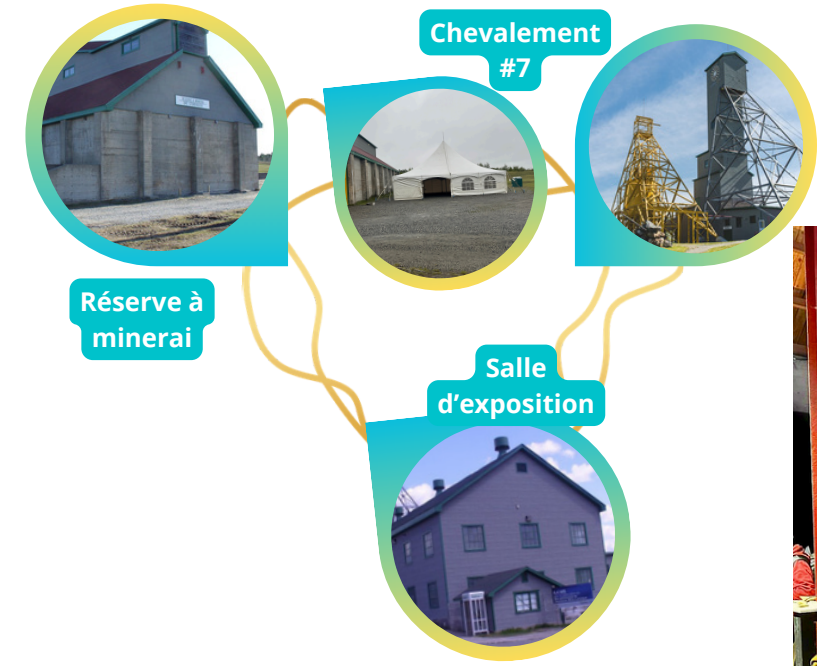 Chevalement
#7
Réserve à
minerai
Salle
d'exposition